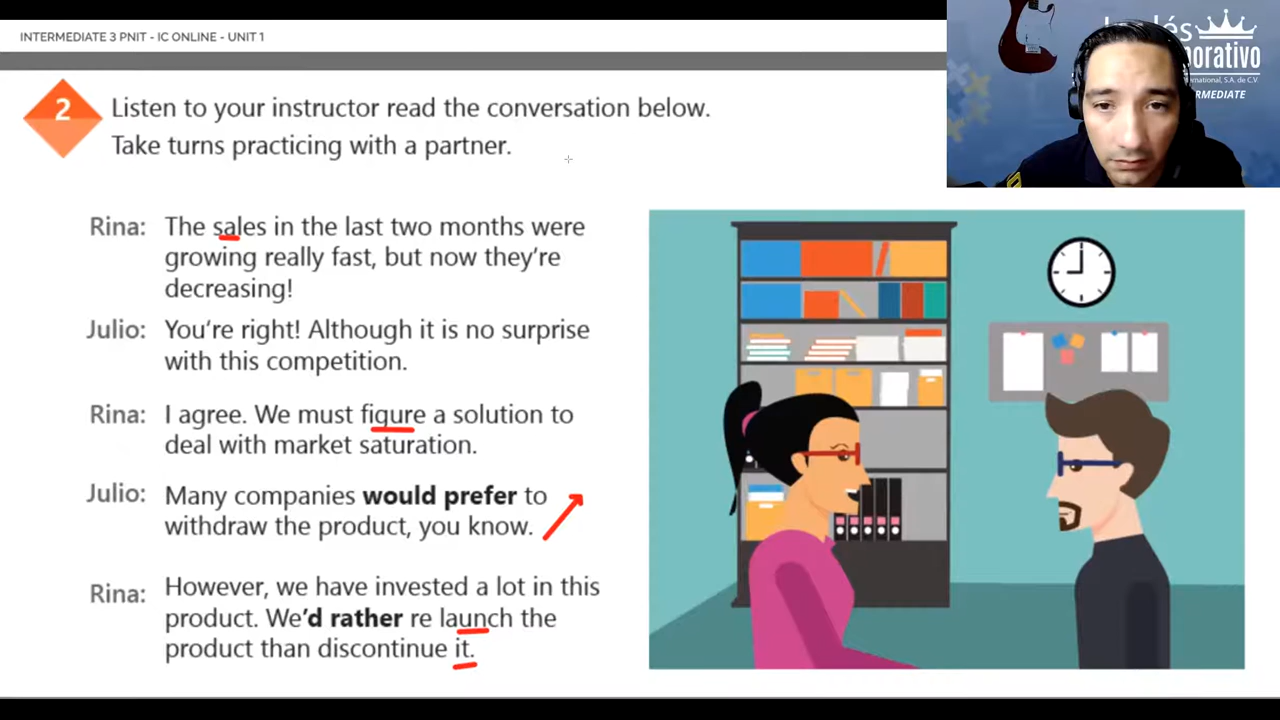 INTERMEDIATE 3 PNIT - IC ONLINE - UNIT 1
2
Listen to your instructor read the conversation below.
Take turns practicing with a partner.
Rina: The sales in the last two months were
growing really fast, but now they're
decreasing!
Julio: You're right! Although it is no surprise
with this competition.
Rina: I agree. We must figure a solution to
deal with market saturation.
Julio: Many companies would prefer to
withdraw the product, you know.
Rina: However, we have invested a lot in this
product. We'd rather re launch the
product than discontinue it.